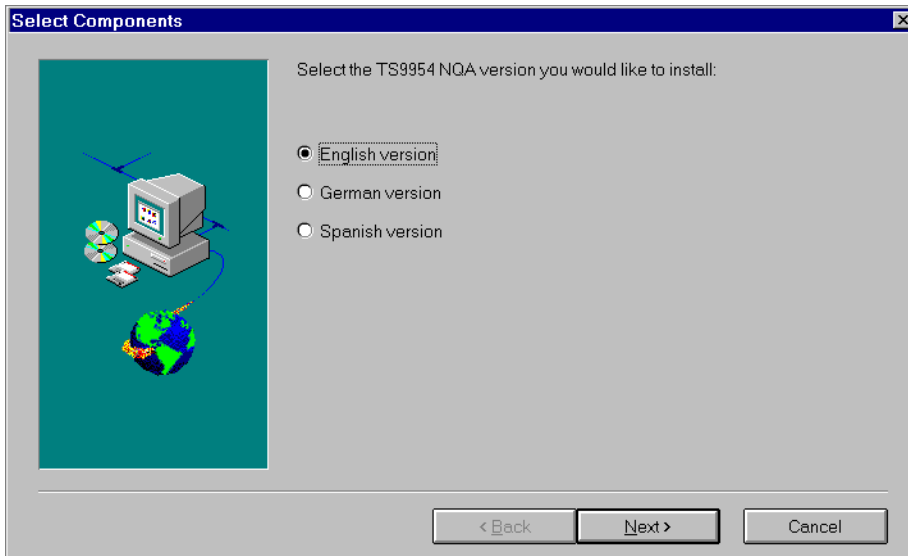 Select Components
Select the TS9954 NQA version you would like to install:
English version
German version
Spanish version
< Back
Next >
Cancel